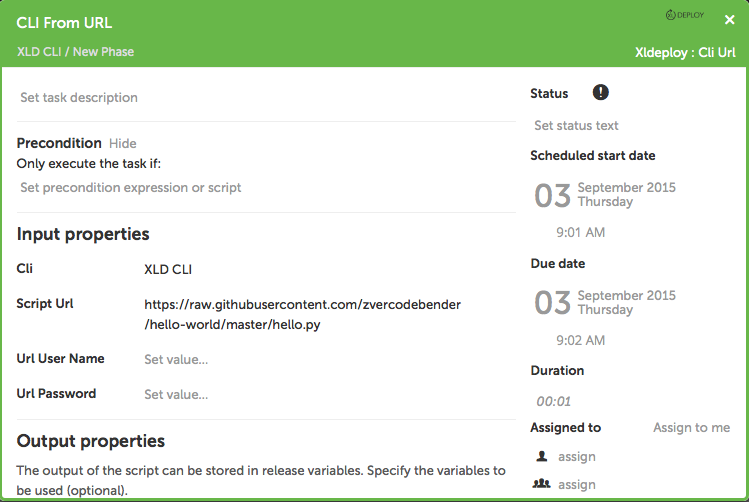 CLI From URL
XL DEPLOY
XLD CLI / New Phase
Xldeploy : Cli Url
Set task description
Precondition Hide
Only execute the task if:
Set precondition expression or script
Input properties
Cli XLD CLI
Script Url https://raw.githubusercontent.com/zvercodebender
/hello-world/master/hello.py
Url User Name Set value...
Url Password Set value...
Output properties
The output of the script can be stored in release variables. Specify the variables to
be used (optional).
Status
Set status text
Scheduled start date
03 September 2015
Thursday
9:01 AM
Due date
03 September 2015
Thursday
9:02 AM
Duration
00:01
Assigned to Assign to me
assign
assign